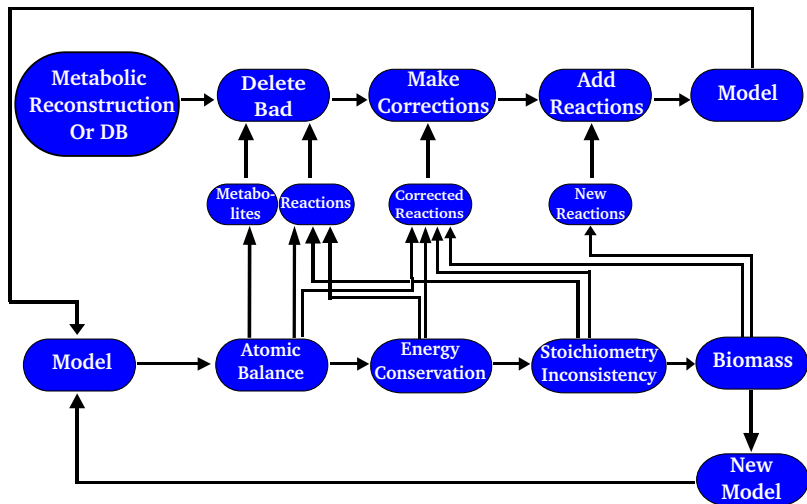 Metabolic
Reconstruction
Or DB
Delete
Bad
Make
Corrections
Add
Reactions
Model
Metabo-
lites
Reactions
Corrected
Reactions
New
Reactions
Model
Atomic
Balance
Energy
Conservation
Stoichiometry
Inconsistency
Biomass
New
Model